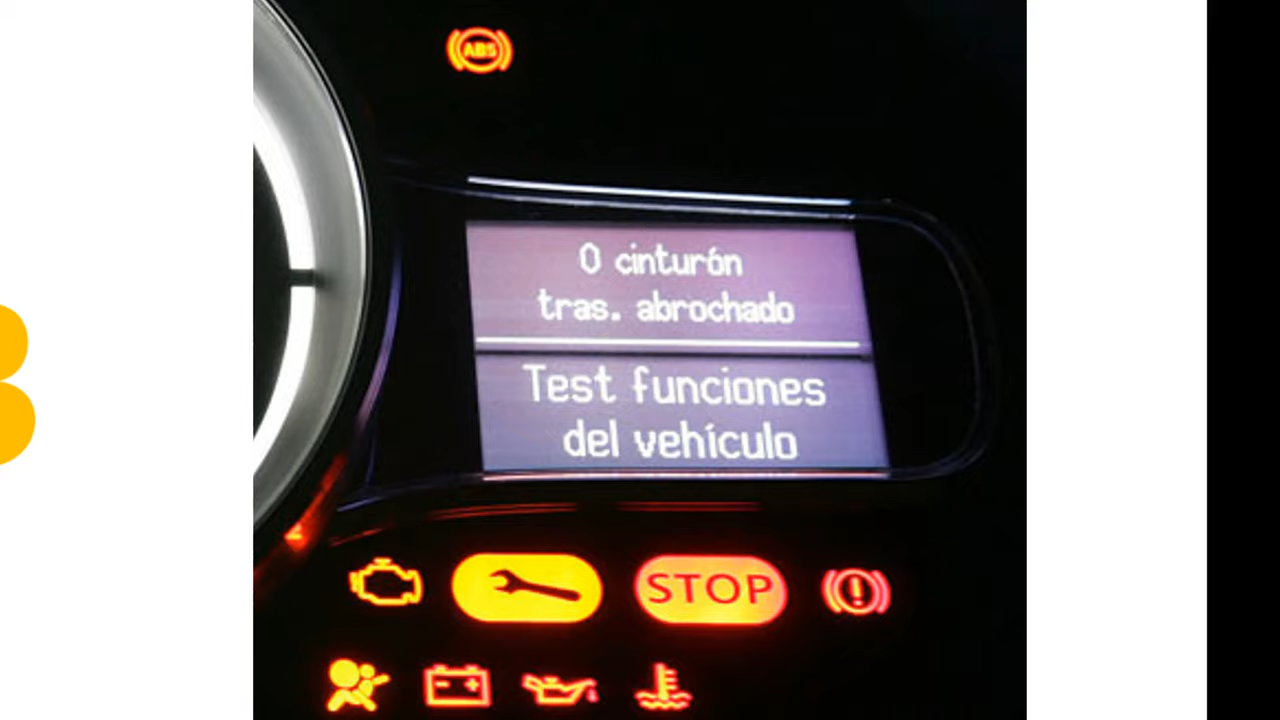 ABS
0 cinturón
tras. abrochado
Test funciones
del vehículo
STOP